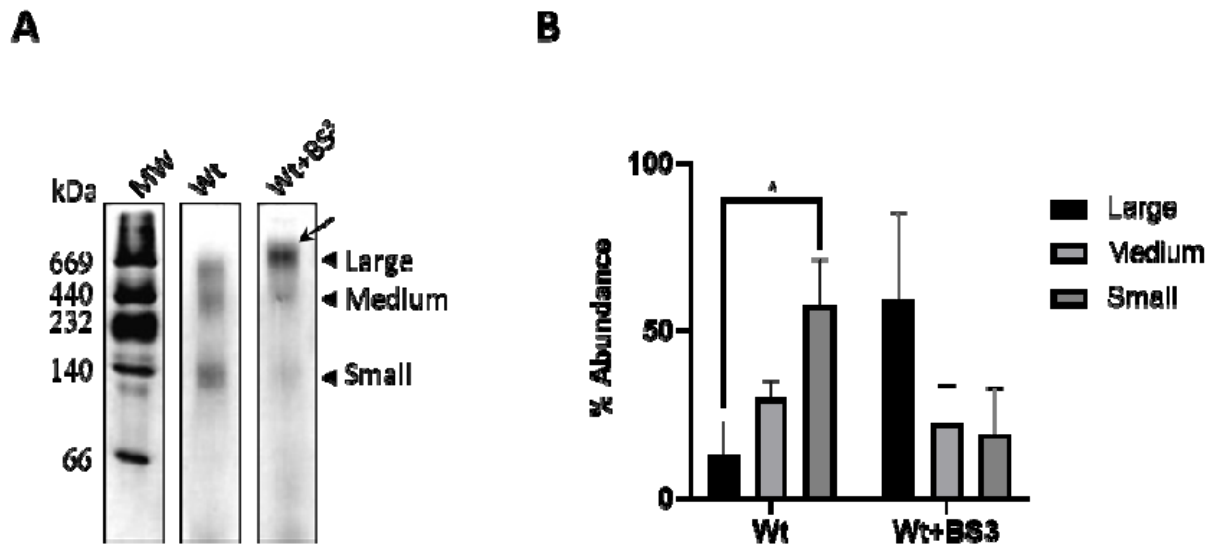 A
B
kDa
MW
Wt
Wt+BS³
669
440
232
140
66
Large
Medium
Small
% Abundance
100
50
0
Wt
Wt+BS3
Large
Medium
Small